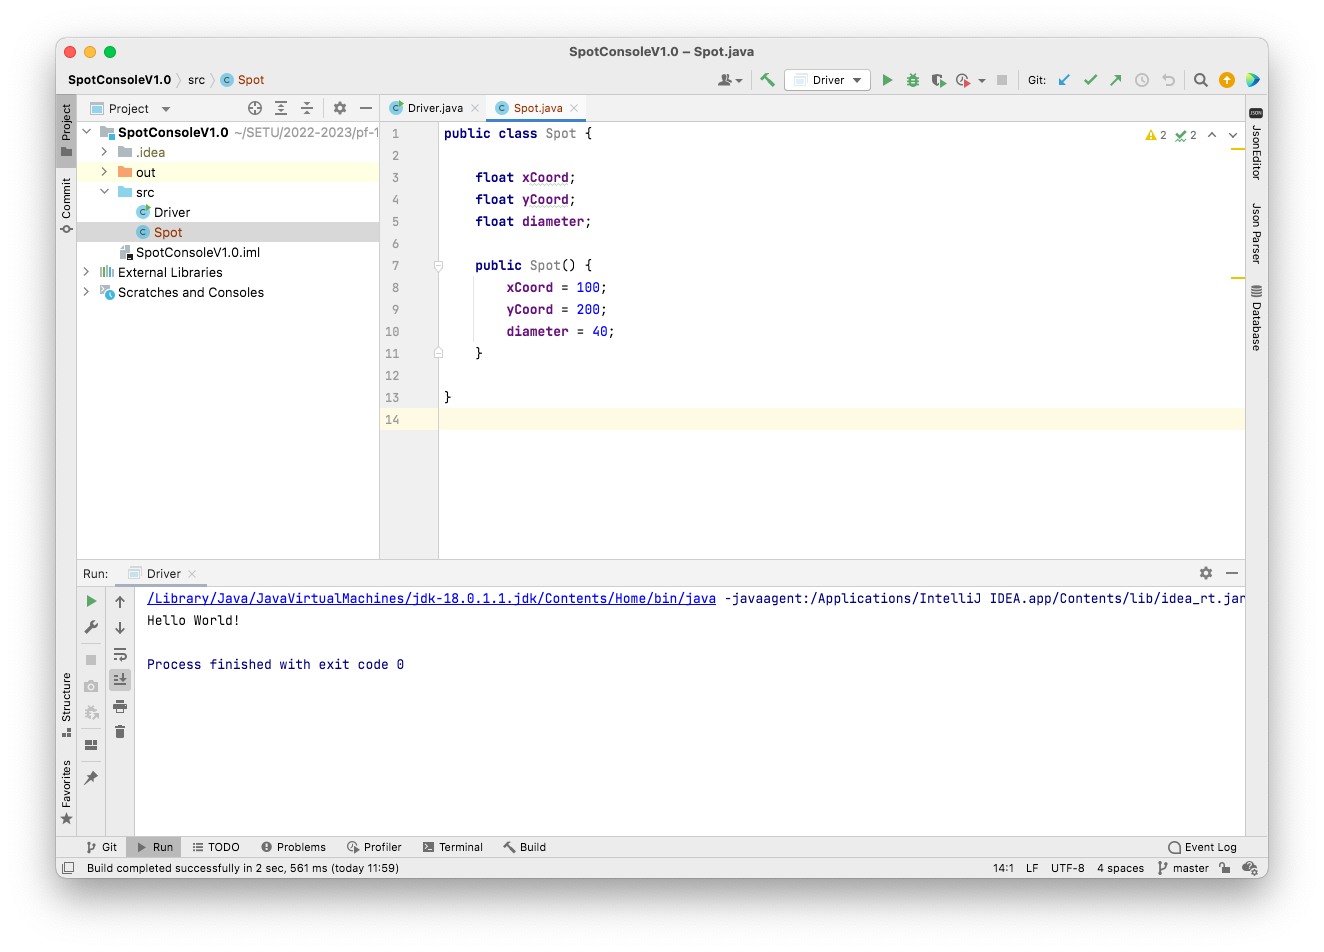 SpotConsoleV1.0 – Spot.java
SpotConsoleV1.0 src Spot
Driver
Git:
Project
Driver.java
Spot.java
SpotConsoleV1.0 ~/SETU/2022-2023/pf-1
.idea
out
src
Driver
Spot
SpotConsoleV1.0.iml
External Libraries
Scratches and Consoles
Project
Commit
Structure
Favorites
1 public class Spot {
2
3 float xCoord;
4 float yCoord;
5 float diameter;
6
7 public Spot() {
8 xCoord = 100;
9 yCoord = 200;
10 diameter = 40;
11 }
12
13 }
14
2 2
JSON
JsonEditor
Json Parser
Database
Run: Driver
/Library/Java/JavaVirtualMachines/jdk-18.0.1.1.jdk/Contents/Home/bin/java -javaagent:/Applications/IntelliJ IDEA.app/Contents/lib/idea_rt.jar
Hello World!
Process finished with exit code 0
Git Run TODO Problems Profiler Terminal Build Event Log
Build completed successfully in 2 sec, 561 ms (today 11:59) 14:1 LF UTF-8 4 spaces master